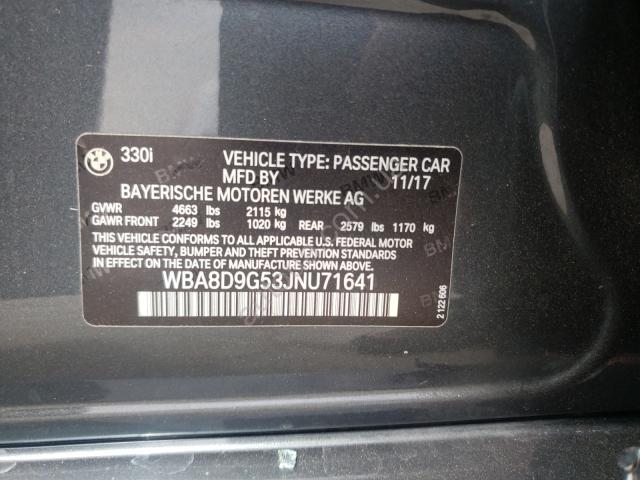 330i VEHICLE TYPE: PASSENGER CAR
MFD BY 11/17
BAYERISCHE MOTOREN WERKE AG
GVWR 4663 lbs 2115 kg
GAWR FRONT 2249 lbs 1020 kg REAR 2579 lbs 1170 kg
THIS VEHICLE CONFORMS TO ALL APPLICABLE U.S. FEDERAL MOTOR
VEHICLE SAFETY, BUMPER AND THEFT PREVENTION STANDARDS
IN EFFECT ON THE DATE OF MANUFACTURE SHOWN ABOVE.
WBA8D9G53JNU71641
2 122 606